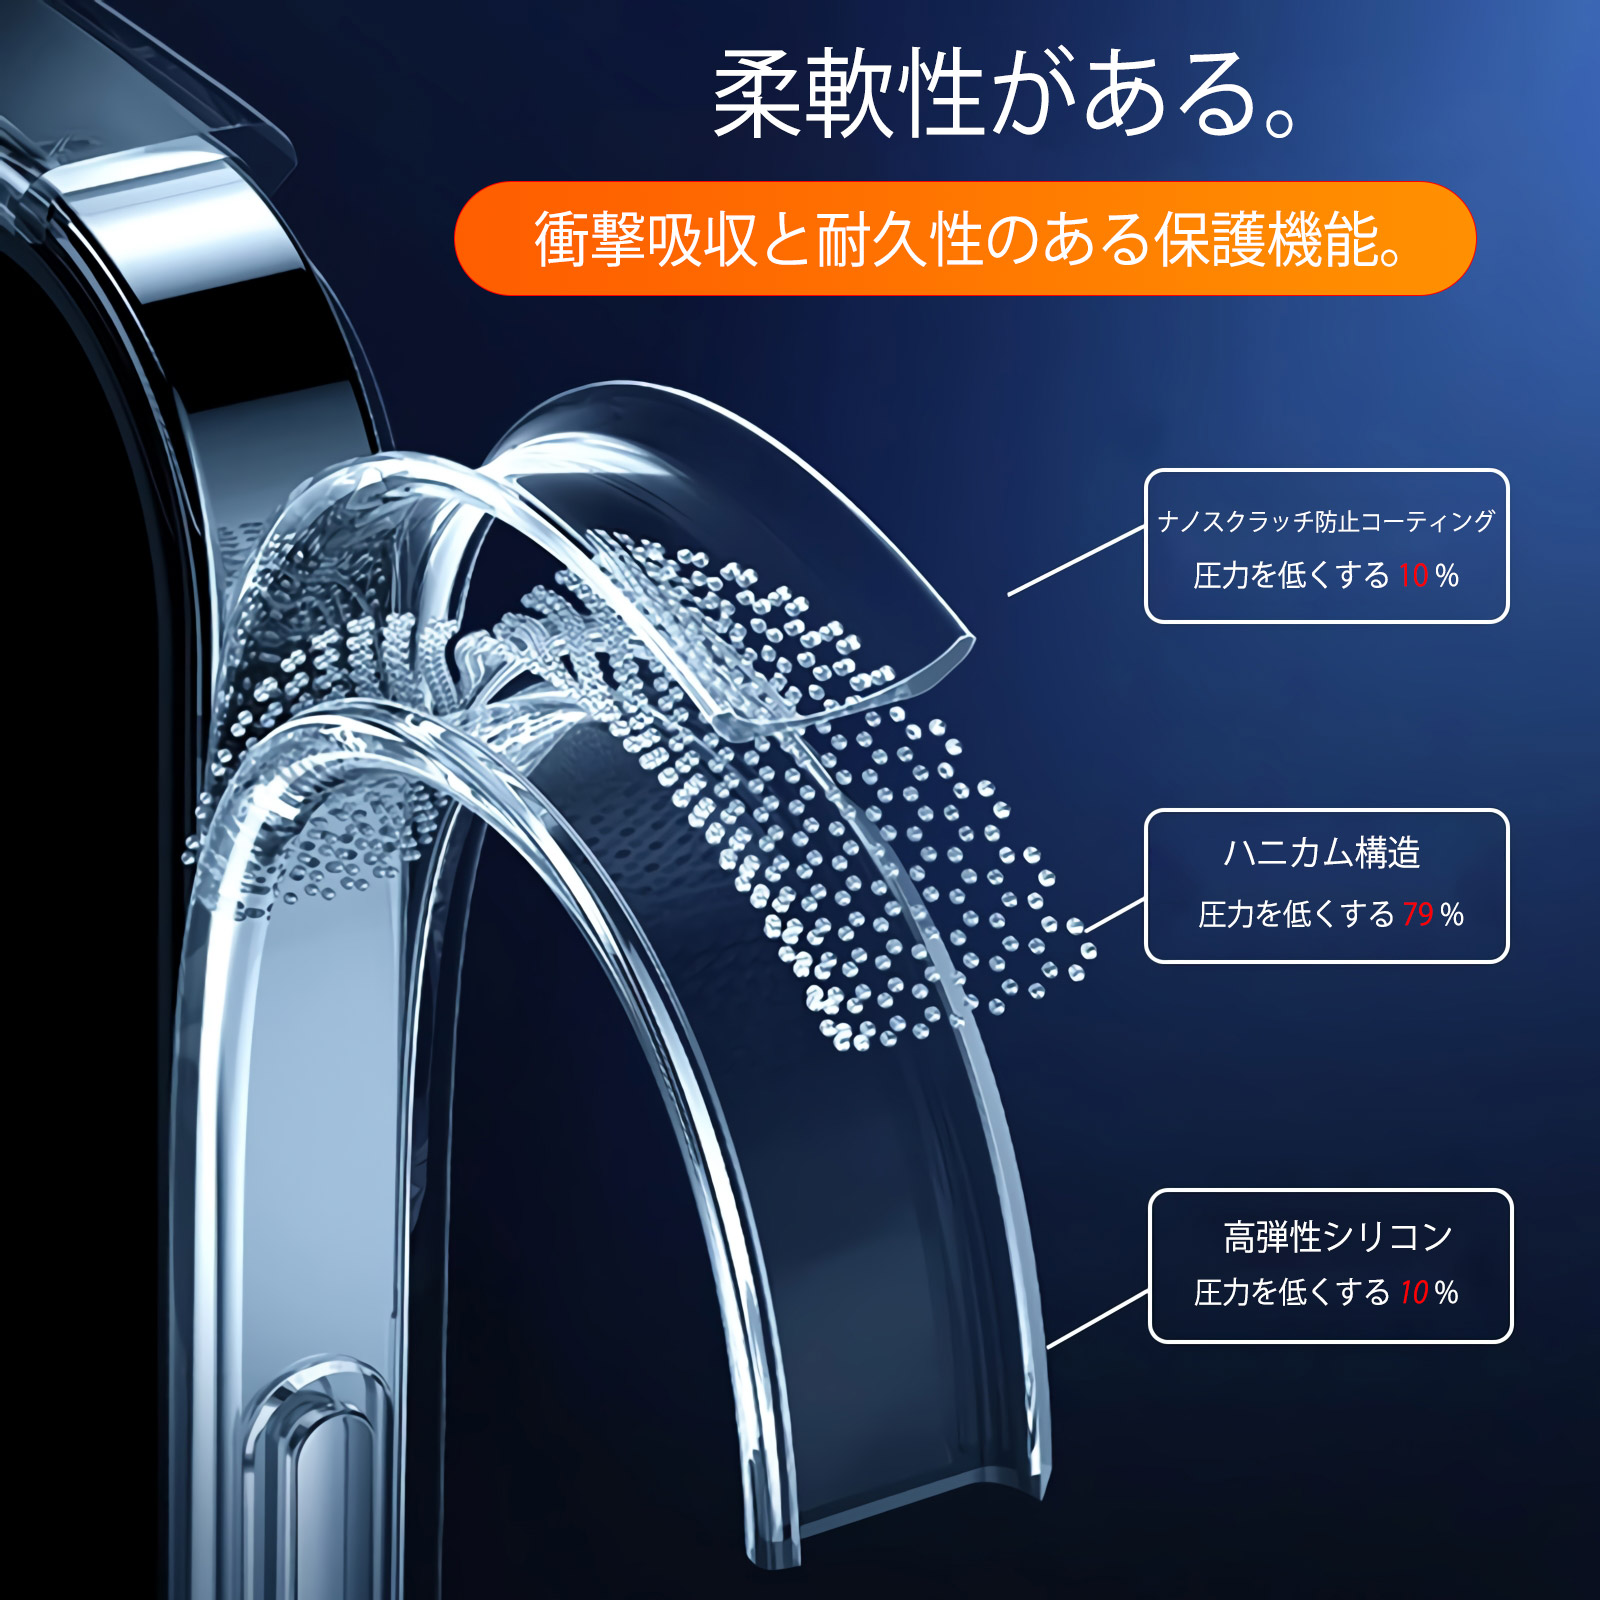 柔軟性がある。
衝撃吸収と耐久性のある保護機能。
ナノスクラッチ防止コーティング
圧力を低くする 10 %
ハニカム構造
圧力を低くする 79 %
高弾性シリコン
圧力を低くする 10 %